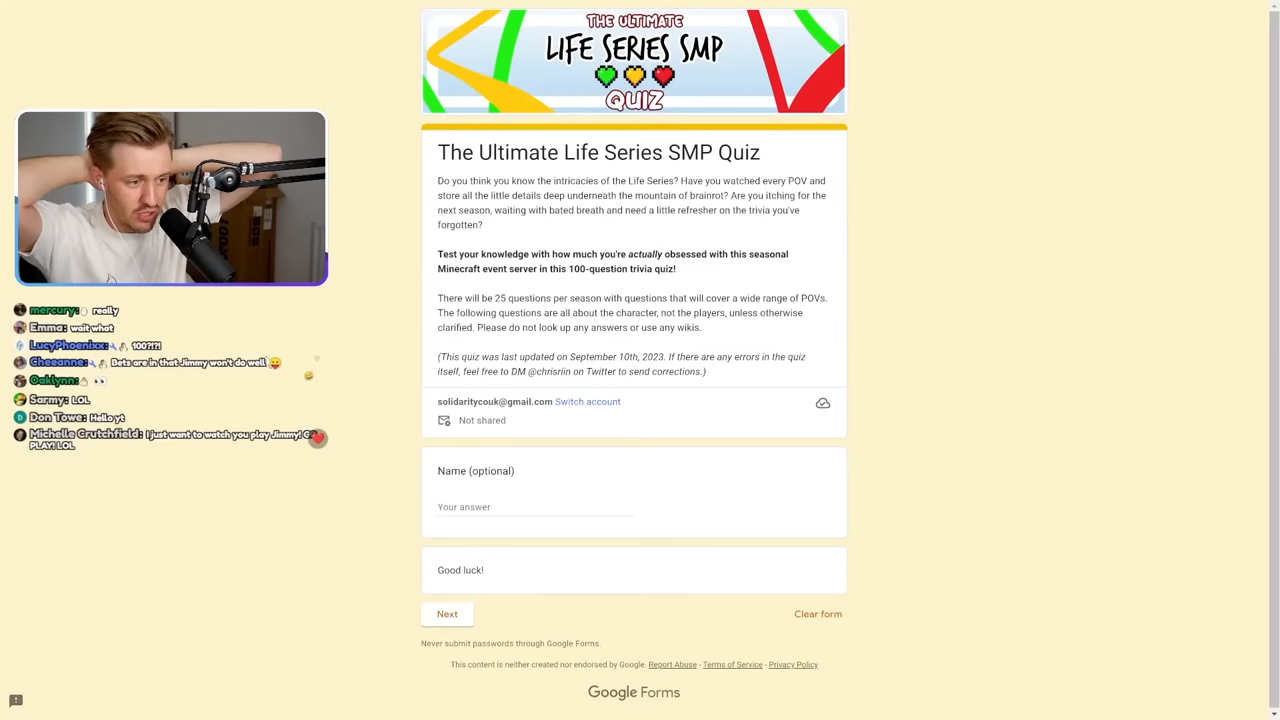 THE ULTIMATE
LIFE SERIES SMP
QUIZ
The Ultimate Life Series SMP Quiz
Do you think you know the intricacies of the Life Series? Have you watched every POV and
store all the little details deep underneath the mountain of brainrot? Are you itching for the
next season, waiting with bated breath and need a little refresher on the trivia you've
forgotten?
Test your knowledge with how much you're actually obsessed with this seasonal
Minecraft event server in this 100-question trivia quiz!
There will be 25 questions per season with questions that will cover a wide range of POVs.
The following questions are all about the character, not the players, unless otherwise
clarified. Please do not look up any answers or use any wikis.
(This quiz was last updated on September 10th, 2023. If there are any errors in the quiz
itself, feel free to DM @chrisriin on Twitter to send corrections.)
solidaritycouk@gmail.com Switch account
Not shared
Name (optional)
Your answer
Good luck!
Next
Clear form
Never submit passwords through Google Forms.
This content is neither created nor endorsed by Google. Report Abuse - Terms of Service - Privacy Policy
Google Forms
mercury: really
Emma: wait what
LucyPhoenixx: 100?!?!
Cheeanne: Bets are in that Jimmy won't do well.
Oaklynn:
Sarmy: LOL
Don Towe: Hello yt
Michelle Crutchfield: I just want to watch you play Jimmy!
PLAY! LOL